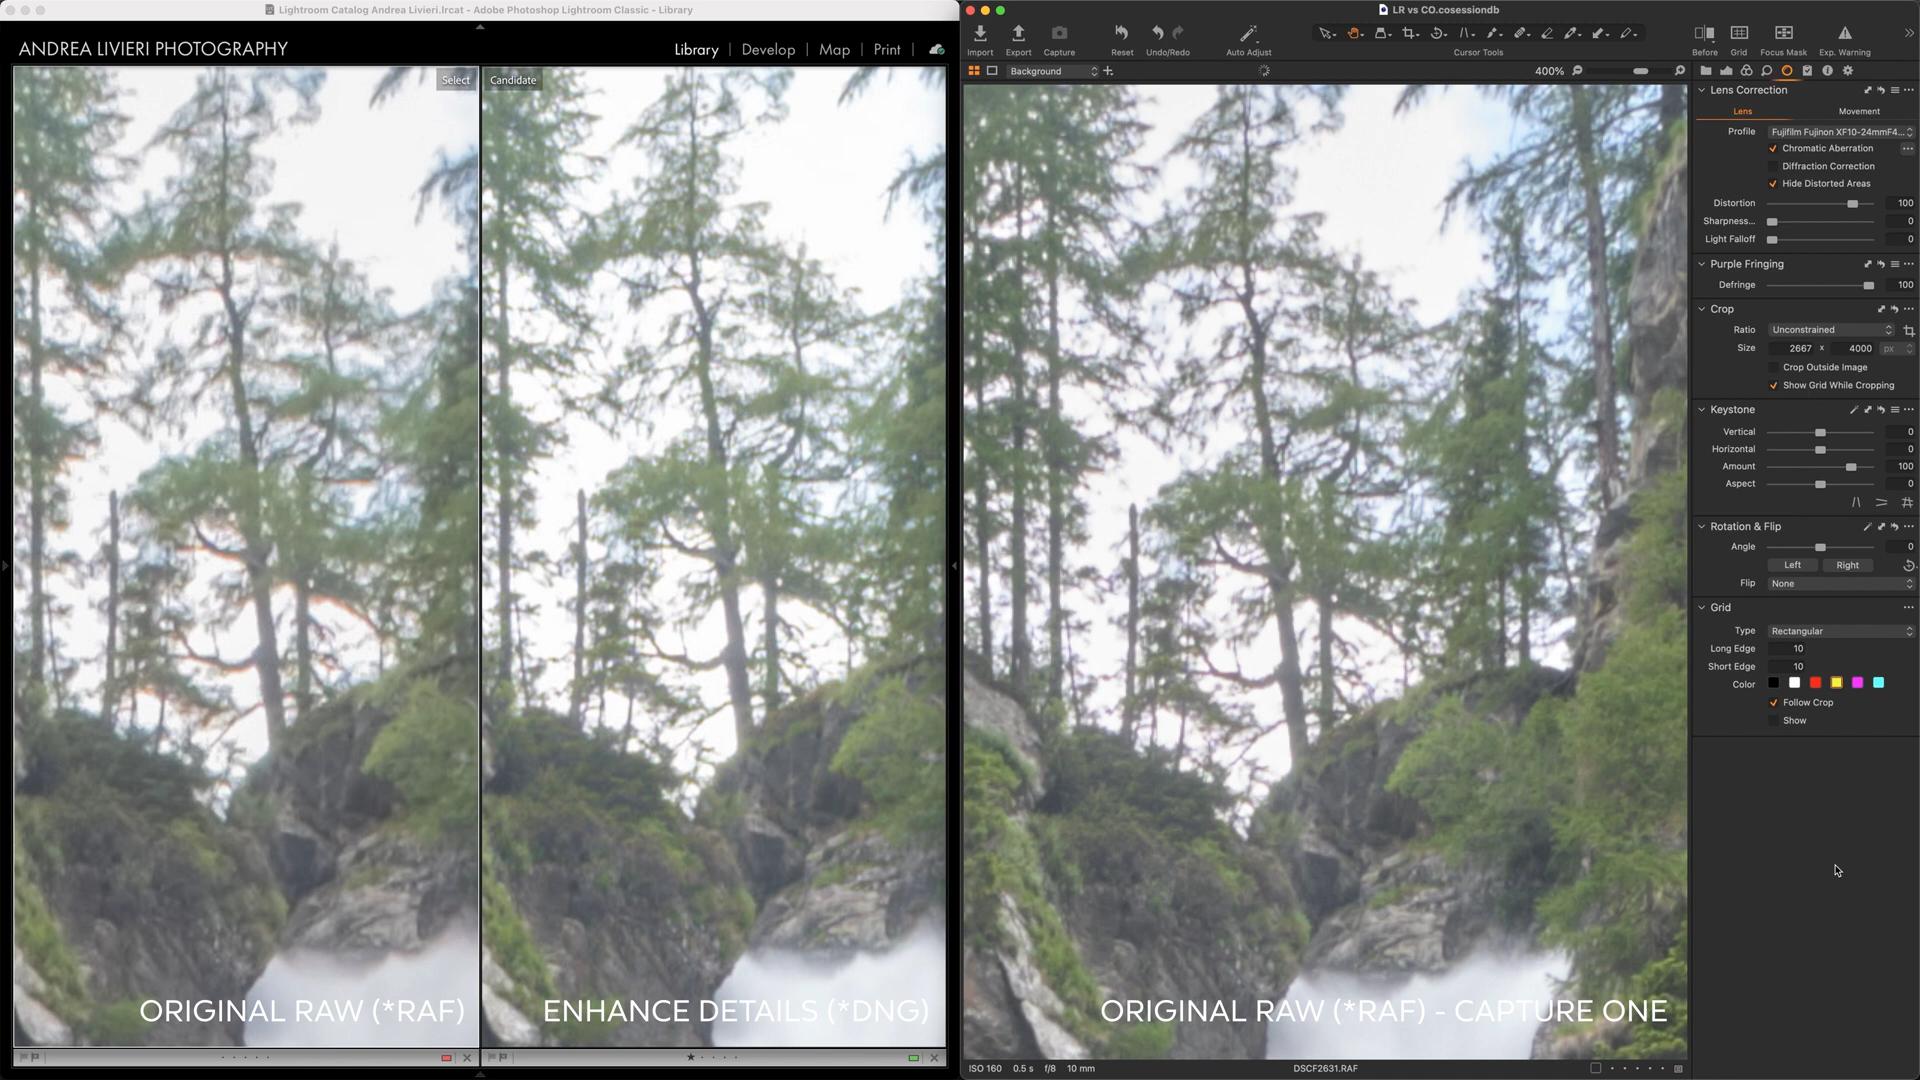 Lightroom Catalog Andrea Livieri.lrcat - Adobe Photoshop Lightroom Classic - Library
ANDREA LIVIERI PHOTOGRAPHY
Library | Develop | Map | Print |
Select
Candidate
ORIGINAL RAW (*RAF)
ENHANCE DETAILS (*DNG)
LR vs CO.cosessiondb
Import
Export
Capture
Reset
Undo/Redo
Auto Adjust
Cursor Tools
Before
Grid
Focus Mask
Exp. Warning
Background
400%
ORIGINAL RAW (*RAF) - CAPTURE ONE
ISO 160 0.5 s f/8 10 mm
DSCF2631.RAF
Lens Correction
Lens Movement
Profile Fujifilm Fujinon XF10-24mmF4...
Chromatic Aberration
Diffraction Correction
Hide Distorted Areas
Distortion 100
Sharpness... 0
Light Falloff 0
Purple Fringing
Defringe 100
Crop
Ratio Unconstrained
Size 2667 x 4000 px
Crop Outside Image
Show Grid While Cropping
Keystone
Vertical 0
Horizontal 0
Amount 100
Aspect 0
Rotation & Flip
Angle 0
Left Right
Flip None
Grid
Type Rectangular
Long Edge 10
Short Edge 10
Color
Follow Crop
Show